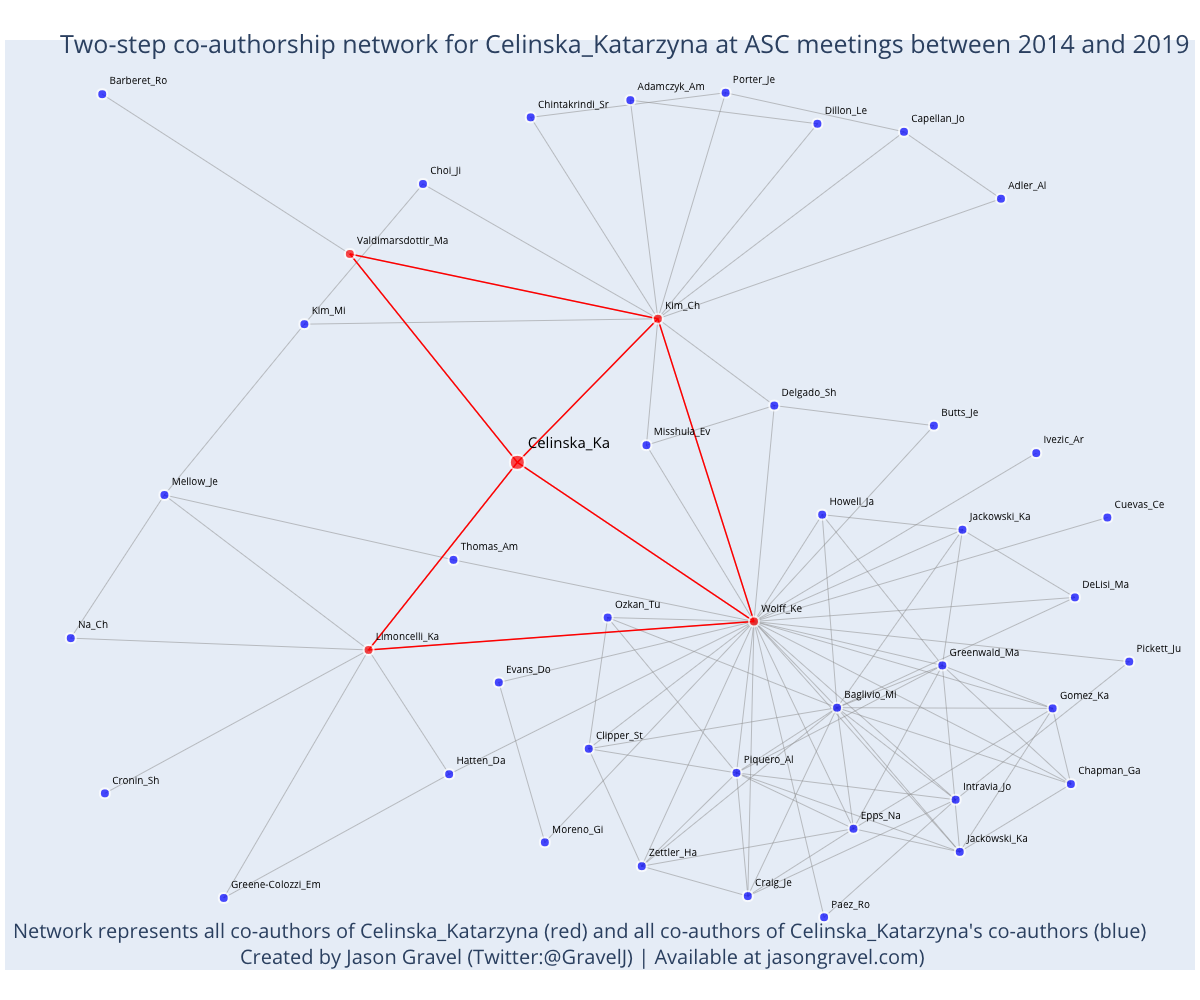 Two-step co-authorship network for Celinska_Katarzyna at ASC meetings between 2014 and 2019
Barberet_Ro
Porter_Je
Adamczyk_Am
Chintakrindi_Sr
Dillon_Le
Capellan_Jo
Choi_Ji
Adler_Al
Valdimarsdottir_Ma
Kim_Ch
Kim_Mi
Delgado_Sh
Butts_Je
Misshula_Ev
Ivezic_Ar
Celinska_Ka
Mellow_Je
Howell_Ja
Cuevas_Ce
Jackowski_Ka
Thomas_Am
DeLisi_Ma
Ozkan_Tu
Wolff_Ke
Na_Ch
Limoncelli_Ka
Pickett_Ju
Greenwald_Ma
Evans_Do
Baglivio_Mi
Gomez_Ka
Clipper_St
Hatten_Da
Piquero_Al
Chapman_Ga
Cronin_Sh
Intravia_Jo
Epps_Na
Moreno_Gi
Jackowski_Ka
Zettler_Ha
Craig_Je
Greene-Colozzi_Em
Paez_Ro
Network represents all co-authors of Celinska_Katarzyna (red) and all co-authors of Celinska_Katarzyna's co-authors (blue)
Created by Jason Gravel (Twitter:@GravelJ) | Available at jasongravel.com)